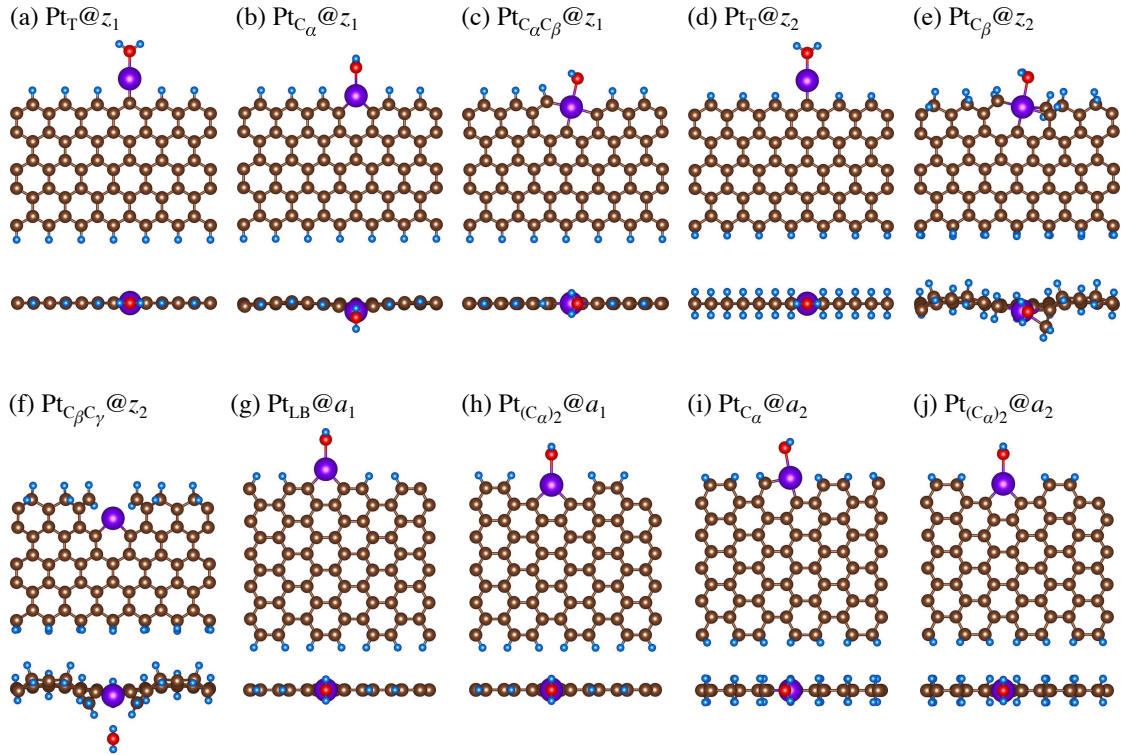 (a) Pt_T@z_1
(b) Pt_{C_α}@z_1
(c) Pt_{C_αC_β}@z_1
(d) Pt_T@z_2
(e) Pt_{C_β}@z_2
(f) Pt_{C_βC_γ}@z_2
(g) Pt_{LB}@a_1
(h) Pt_{(C_α)_2}@a_1
(i) Pt_{C_α}@a_2
(j) Pt_{(C_α)_2}@a_2